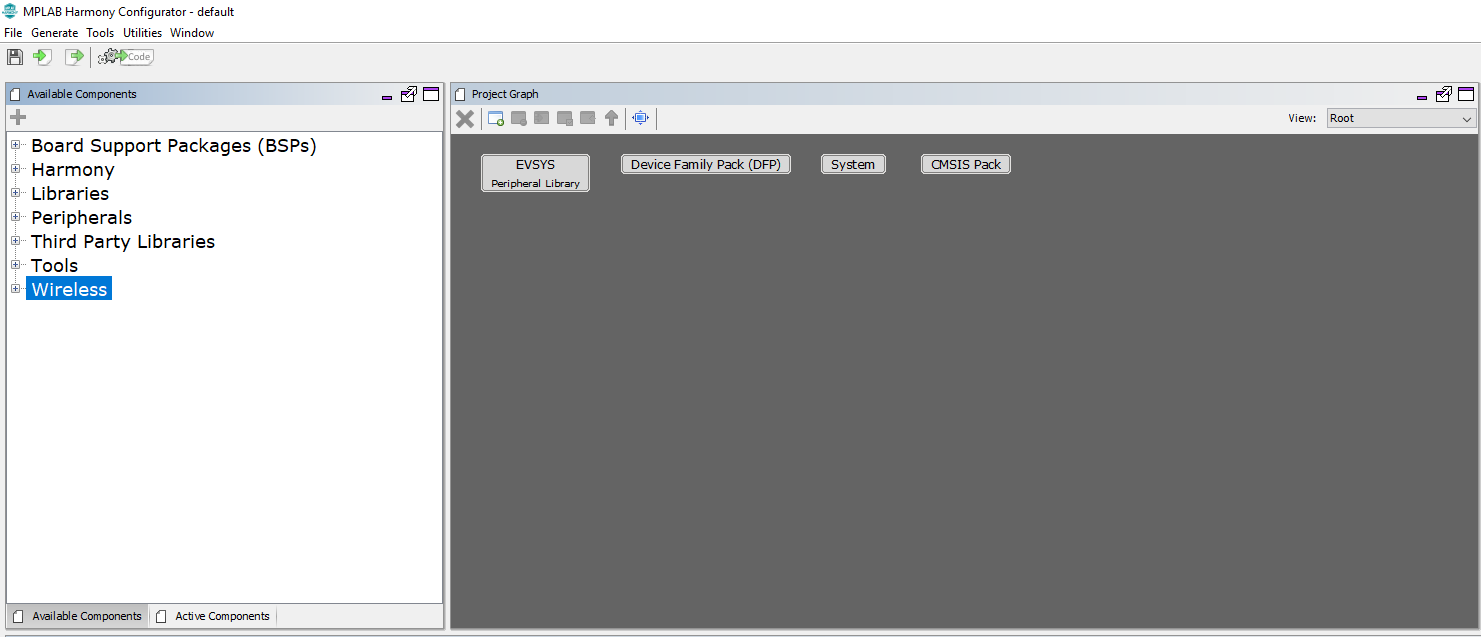 MPLAB Harmony Configurator - default
File Generate Tools Utilities Window
Code
Available Components
Board Support Packages (BSPs)
Harmony
Libraries
Peripherals
Third Party Libraries
Tools
Wireless
Available Components Active Components
Project Graph
View: Root
EVSYS
Peripheral Library
Device Family Pack (DFP)
System
CMSIS Pack